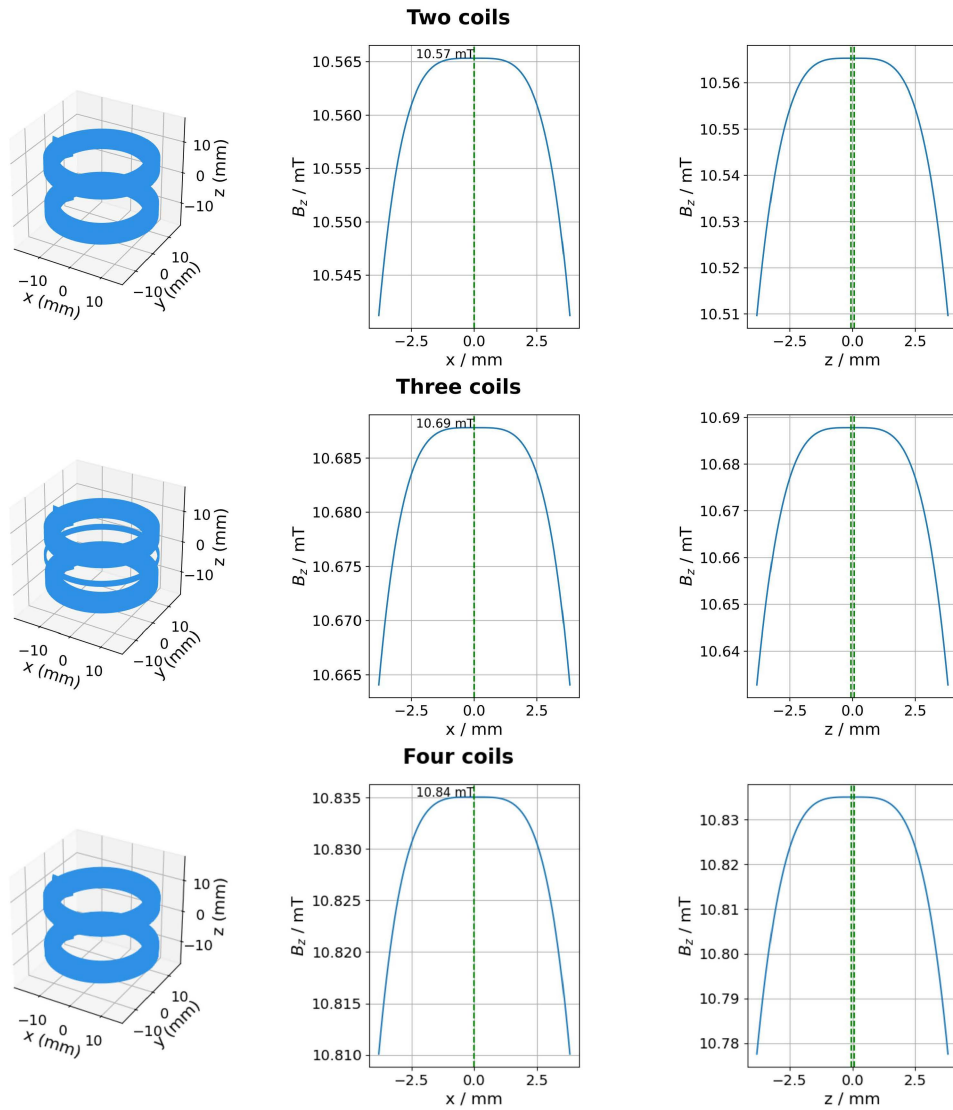 Two coils
10
0
−10
z (mm)
−10
0
10
x (mm)
−10
0
10
y (mm)
10.57 mT
10.565
10.560
10.555
10.550
10.545
B_z / mT
−2.5
0.0
2.5
x / mm
10.56
10.55
10.54
10.53
10.52
10.51
B_z / mT
−2.5
0.0
2.5
z / mm
Three coils
10
0
−10
z (mm)
−10
0
10
x (mm)
−10
0
10
y (mm)
10.69 mT
10.685
10.680
10.675
10.670
10.665
B_z / mT
−2.5
0.0
2.5
x / mm
10.69
10.68
10.67
10.66
10.65
10.64
B_z / mT
−2.5
0.0
2.5
z / mm
Four coils
10
0
−10
z (mm)
−10
0
10
x (mm)
−10
0
10
y (mm)
10.84 mT
10.835
10.830
10.825
10.820
10.815
10.810
B_z / mT
−2.5
0.0
2.5
x / mm
10.83
10.82
10.81
10.80
10.79
10.78
B_z / mT
−2.5
0.0
2.5
z / mm